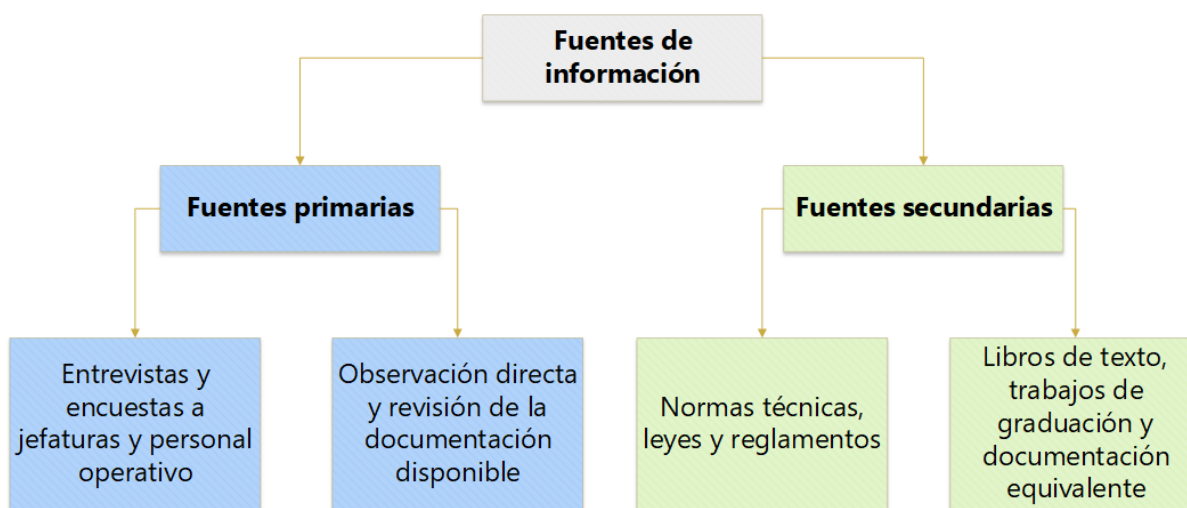 Fuentes de
información
Fuentes primarias
Fuentes secundarias
Entrevistas y
encuestas a
jefaturas y personal
operativo
Observación directa
y revisión de la
documentación
disponible
Normas técnicas,
leyes y reglamentos
Libros de texto,
trabajos de
graduación y
documentación
equivalente